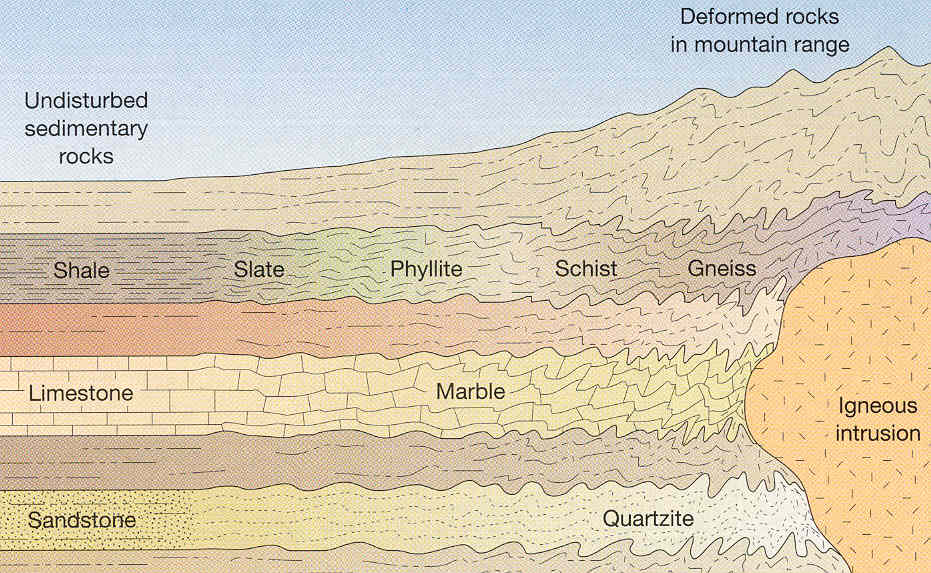 Deformed rocks
in mountain range
Undisturbed
sedimentary
rocks
Shale
Slate
Phyllite
Schist
Gneiss
Limestone
Marble
Igneous
intrusion
Sandstone
Quartzite